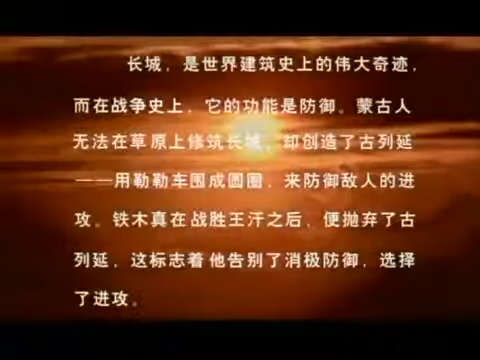 长城，是世界建筑史上的伟大奇迹，
而在战争史上，它的功能是防御。蒙古人
无法在草原上修筑长城，却创造了古列延
——用勒勒车围成圆圈，来防御敌人的进
攻。铁木真在战胜王汗之后，便抛弃了古
列延，这标志着他告别了消极防御，选择
了进攻。